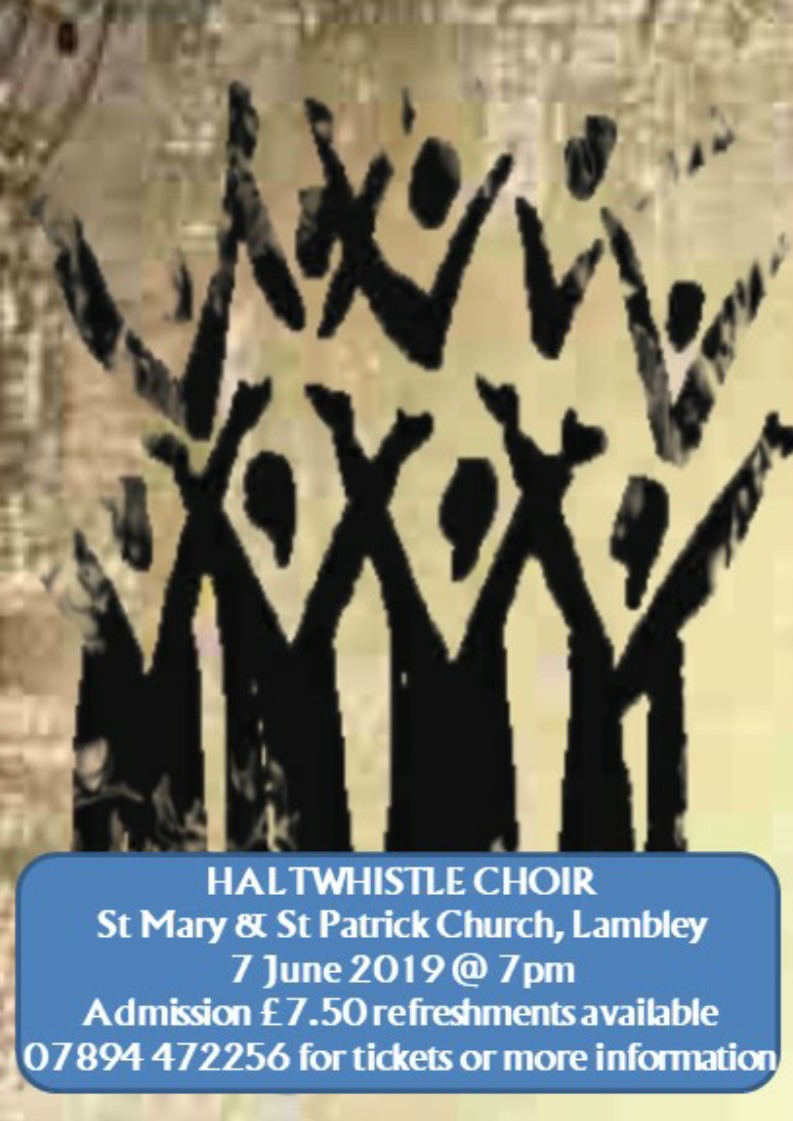 HALTWHISTLE CHOIR
St Mary & St Patrick Church, Lambley
7 June 2019 @ 7pm
Admission £7.50 refreshments available
07894 472256 for tickets or more information